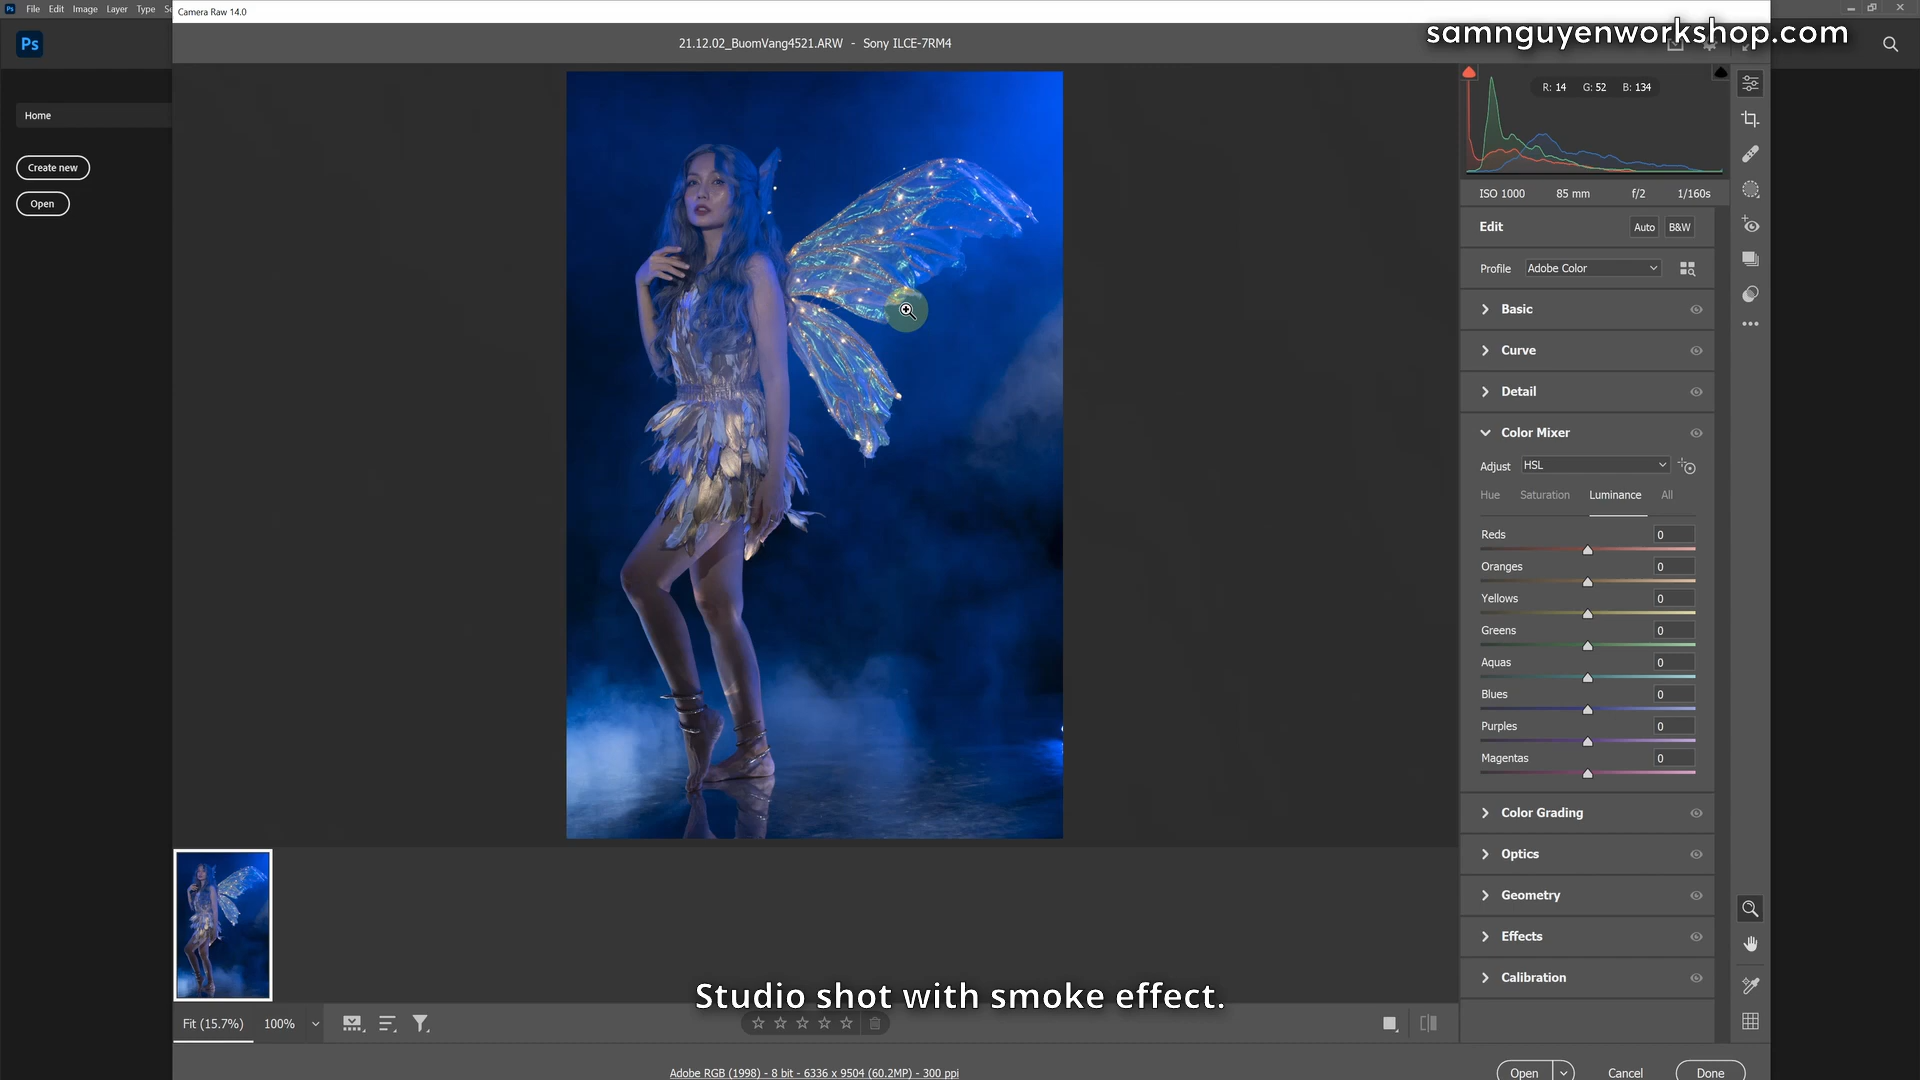 File Edit Image Layer Type Se
Camera Raw 14.0
samnguyenworkshop.com
Ps
21.12.02_BuomVang4521.ARW - Sony ILCE-7RM4
Home
Create new
Open
R: 14 G: 52 B: 134
ISO 1000 85 mm f/2 1/160s
Edit Auto B&W
Profile Adobe Color
Basic
Curve
Detail
Color Mixer
Adjust HSL
Hue Saturation Luminance All
Reds 0
Oranges 0
Yellows 0
Greens 0
Aquas 0
Blues 0
Purples 0
Magentas 0
Color Grading
Optics
Geometry
Effects
Calibration
Studio shot with smoke effect.
Fit (15.7%) 100%
Adobe RGB (1998) - 8 bit - 6336 x 9504 (60.2MP) - 300 ppi
Open Cancel Done